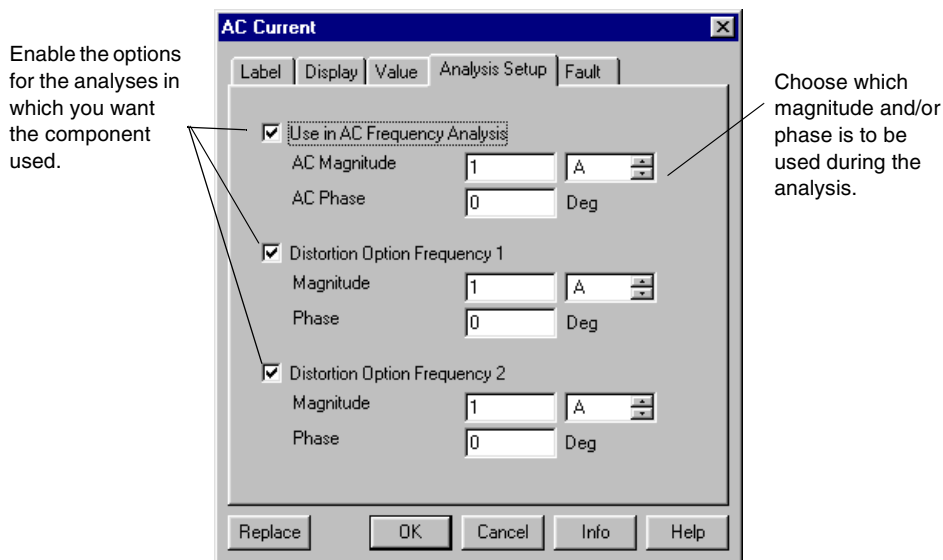 AC Current
Enable the options
for the analyses in
which you want
the component
used.
Label Display Value Analysis Setup Fault
Choose which
magnitude and/or
phase is to be
used during the
analysis.
Use in AC Frequency Analysis
AC Magnitude 1 A
AC Phase 0 Deg
Distortion Option Frequency 1
Magnitude 1 A
Phase 0 Deg
Distortion Option Frequency 2
Magnitude 1 A
Phase 0 Deg
Replace OK Cancel Info Help